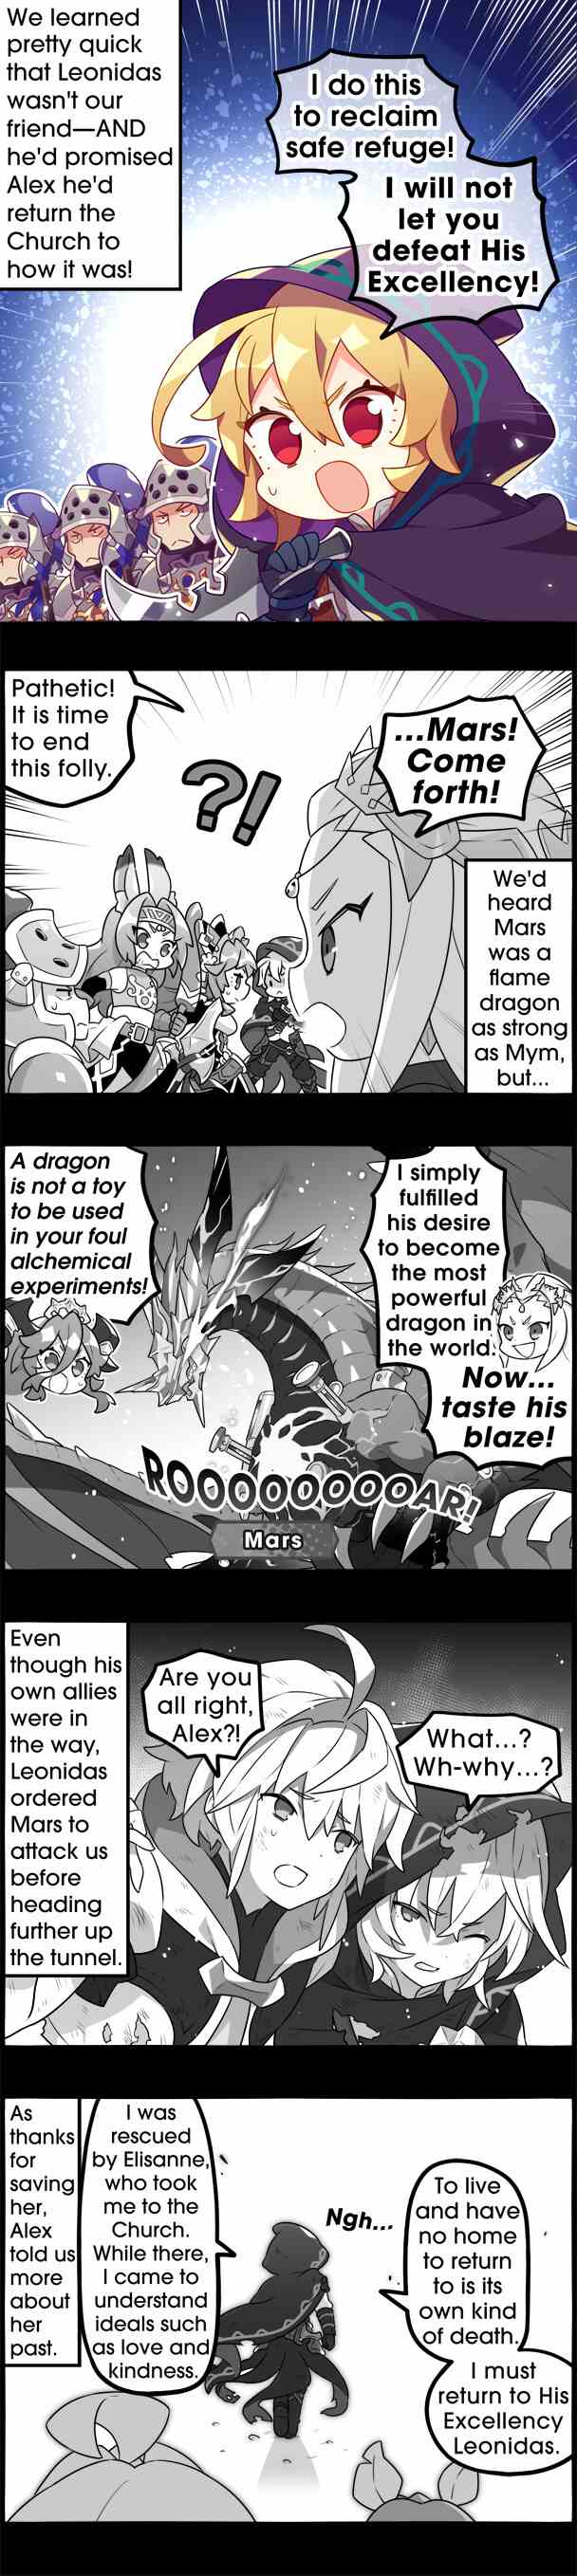 We learned
pretty quick
that Leonidas
wasn't our
friend—AND
he'd promised
Alex he'd
return the
Church to
how it was!
I do this
to reclaim
safe refuge!
I will not
let you
defeat His
Excellency!
Pathetic!
It is time
to end
this folly.
?!
...Mars!
Come
forth!
We'd
heard
Mars
was a
flame
dragon
as strong
as Mym,
but...
A dragon
is not a toy
to be used
in your foul
alchemical
experiments!
I simply
fulfilled
his desire
to become
the most
powerful
dragon in
the world.
Now...
taste his
blaze!
ROOOOOOOOOAR!
Mars
Even
though his
own allies
were in
the way,
Leonidas
ordered
Mars to
attack us
before
heading
further up
the tunnel.
Are you
all right,
Alex?!
What...?
Wh-why...?
As
thanks
for
saving
her,
Alex
told us
more
about
her
past.
I was
rescued
by Elisanne,
who took
me to the
Church.
While there,
I came to
understand
ideals such
as love and
kindness.
Ngh...
To live
and have
no home
to return
to is its
own kind
of death.
I must
return to His
Excellency
Leonidas.